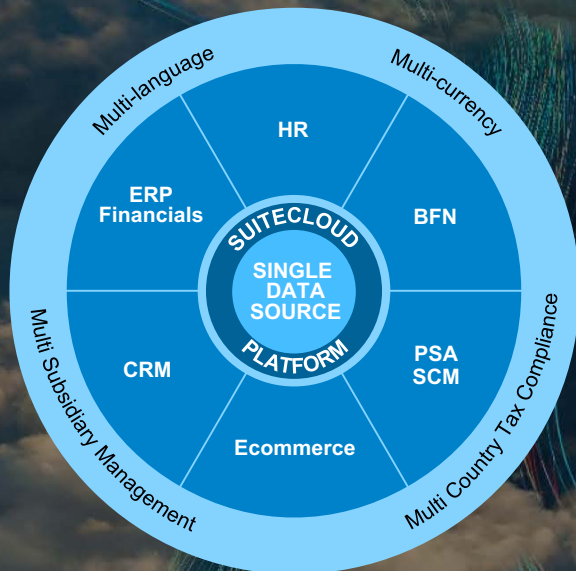 Multi-language
Multi-currency
HR
ERP
Financials
BFN
SUITECLOUD
SINGLE
DATA
SOURCE
PLATFORM
CRM
PSA
SCM
Ecommerce
Multi Subsidiary Management
Multi Country Tax Compliance